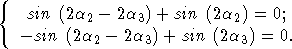 sin (2α₂ − 2α₃) + sin (2α₂) = 0;
−sin (2α₂ − 2α₃) + sin (2α₃) = 0.